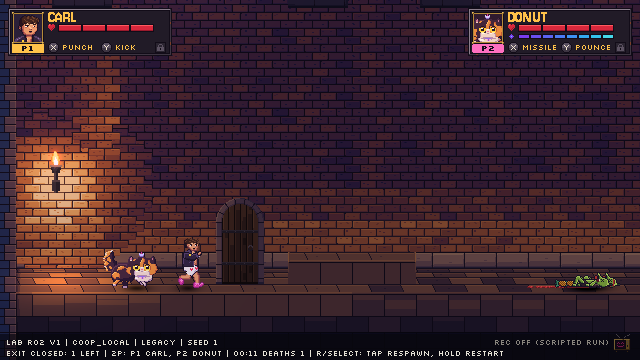 CARL
P1
X PUNCH Y KICK
DONUT
P2
X MISSILE Y POUNCE
LAB R02 V1 | COOP_LOCAL | LEGACY | SEED 1
REC OFF (SCRIPTED RUN)
EXIT CLOSED: 1 LEFT | 2P: P1 CARL, P2 DONUT | 00:11 DEATHS 1 | R/SELECT: TAP RESPAWN, HOLD RESTART